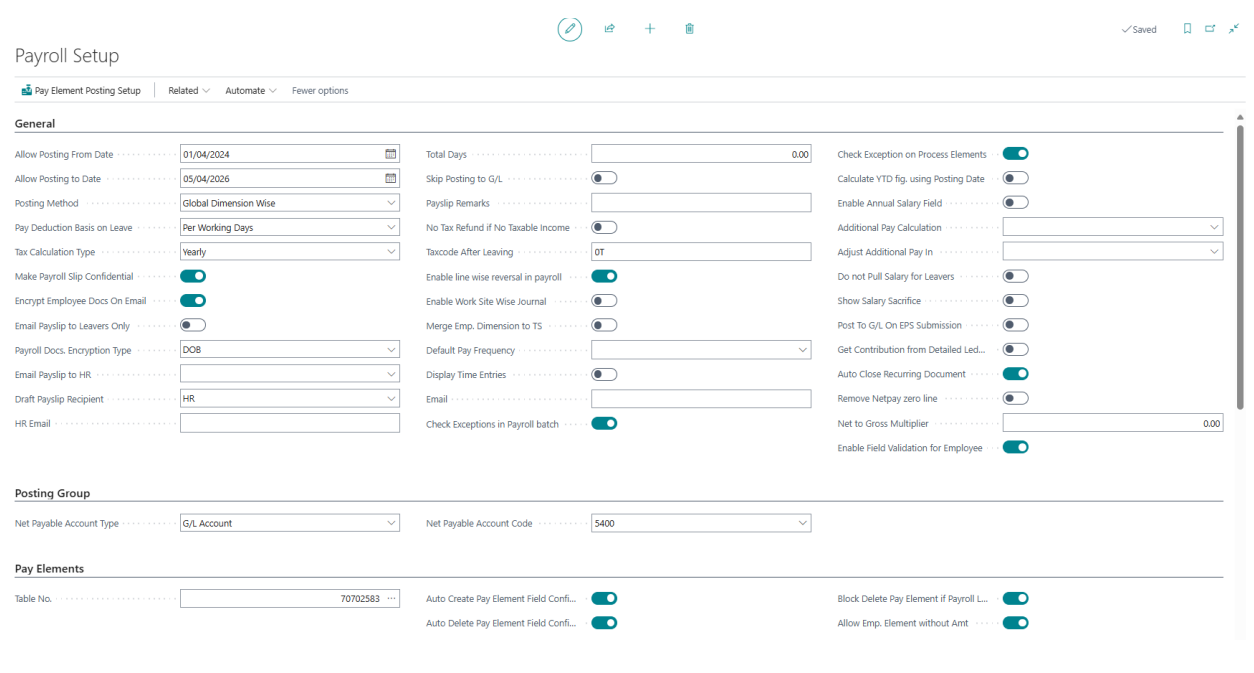 Saved
Payroll Setup
Pay Element Posting Setup
Related
Automate
Fewer options
General
Allow Posting From Date 01/04/2024
Allow Posting to Date 05/04/2026
Posting Method Global Dimension Wise
Pay Deduction Basis on Leave Per Working Days
Tax Calculation Type Yearly
Make Payroll Slip Confidential
Encrypt Employee Docs On Email
Email Payslip to Leavers Only
Payroll Docs. Encryption Type DOB
Email Payslip to HR
Draft Payslip Recipient HR
HR Email
Total Days 0.00
Skip Posting to G/L
Payslip Remarks
No Tax Refund if No Taxable Income
Taxcode After Leaving 0T
Enable line wise reversal in payroll
Enable Work Site Wise Journal
Merge Emp. Dimension to TS
Default Pay Frequency
Display Time Entries
Email
Check Exceptions in Payroll batch
Check Exception on Process Elements
Calculate YTD fig. using Posting Date
Enable Annual Salary Field
Additional Pay Calculation
Adjust Additional Pay In
Do not Pull Salary for Leavers
Show Salary Sacrifice
Post To G/L On EPS Submission
Get Contribution from Detailed Led...
Auto Close Recurring Document
Remove Netpay zero line
Net to Gross Multiplier 0.00
Enable Field Validation for Employee
Posting Group
Net Payable Account Type G/L Account
Net Payable Account Code 5400
Pay Elements
Table No. 70702583 ...
Auto Create Pay Element Field Confi...
Auto Delete Pay Element Field Confi...
Block Delete Pay Element if Payroll L...
Allow Emp. Element without Amt